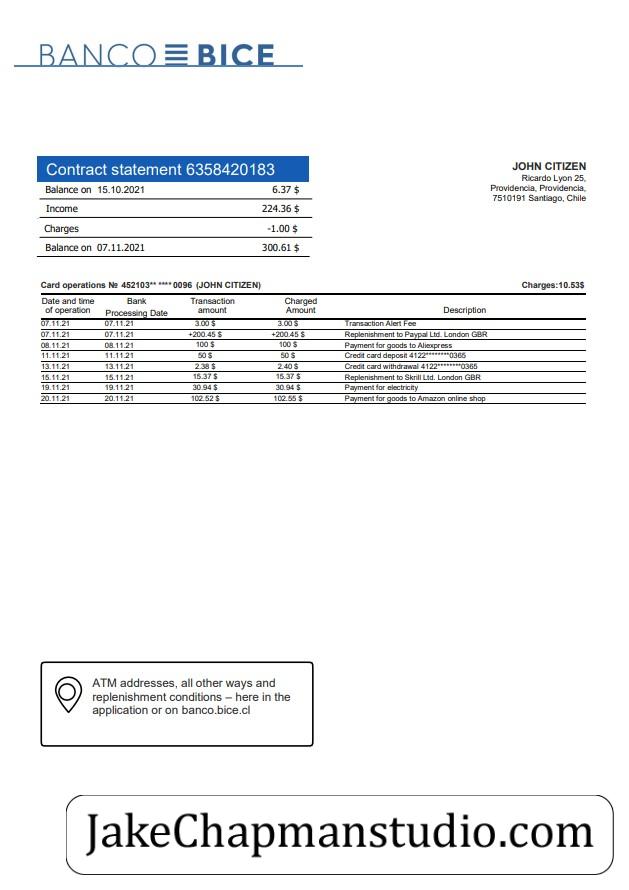 BANCO BICE
Contract statement 6358420183
Balance on 15.10.2021 6.37 $
Income 224.36 $
Charges -1.00 $
Balance on 07.11.2021 300.61 $
JOHN CITIZEN
Ricardo Lyon 25,
Providencia, Providencia,
7510191 Santiago, Chile
Card operations № 452103** **** 0096 (JOHN CITIZEN) Charges:10.53$
Date and time of operation Bank Processing Date Transaction amount Charged Amount Description
07.11.21 07.11.21 3.00 $ 3.00 $ Transaction Alert Fee
07.11.21 07.11.21 +200.45 $ +200.45 $ Replenishment to Paypal Ltd. London GBR
08.11.21 08.11.21 100 $ 100 $ Payment for goods to Aliexpress
11.11.21 11.11.21 50 $ 50 $ Credit card deposit 4122********0365
13.11.21 13.11.21 2.38 $ 2.40 $ Credit card withdrawal 4122********0365
15.11.21 15.11.21 15.37 $ 15.37 $ Replenishment to Skrill Ltd. London GBR
19.11.21 19.11.21 30.94 $ 30.94 $ Payment for electricity
20.11.21 20.11.21 102.52 $ 102.55 $ Payment for goods to Amazon online shop
ATM addresses, all other ways and
replenishment conditions – here in the
application or on banco.bice.cl
JakeChapmanstudio.com